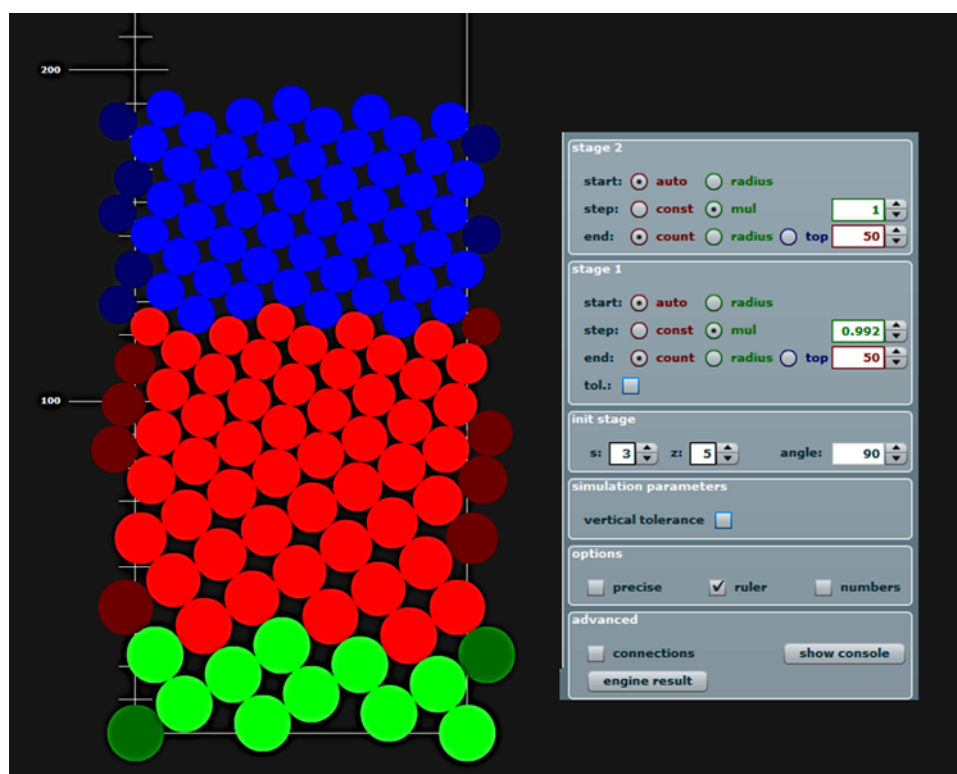 200
100
stage 2
start: auto radius
step: const mul 1
end: count radius top 50
stage 1
start: auto radius
step: const mul 0.992
end: count radius top 50
tol.:
init stage
s: 3 z: 5 angle: 90
simulation parameters
vertical tolerance
options
precise ruler numbers
advanced
connections show console
engine result